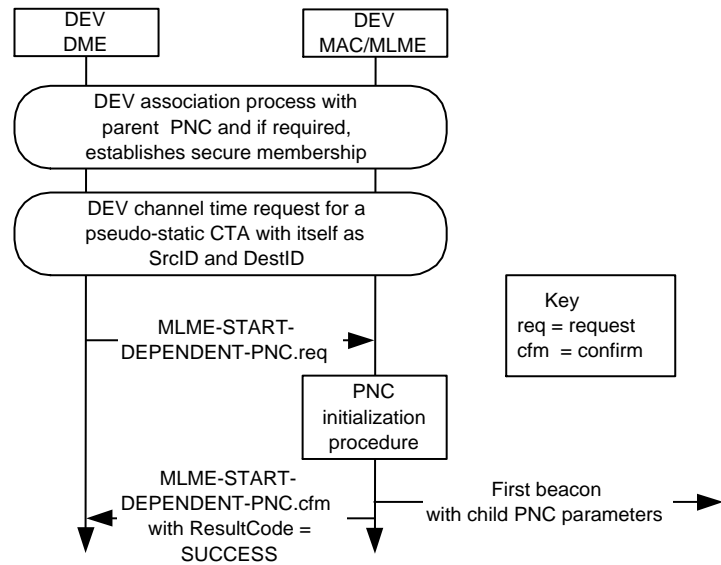 DEV
DME
DEV
MAC/MLME
DEV association process with
parent PNC and if required,
establishes secure membership
DEV channel time request for a
pseudo-static CTA with itself as
SrcID and DestID
MLME-START-
DEPENDENT-PNC.req
Key
req = request
cfm = confirm
PNC
initialization
procedure
MLME-START-
DEPENDENT-PNC.cfm
with ResultCode =
SUCCESS
First beacon
with child PNC parameters